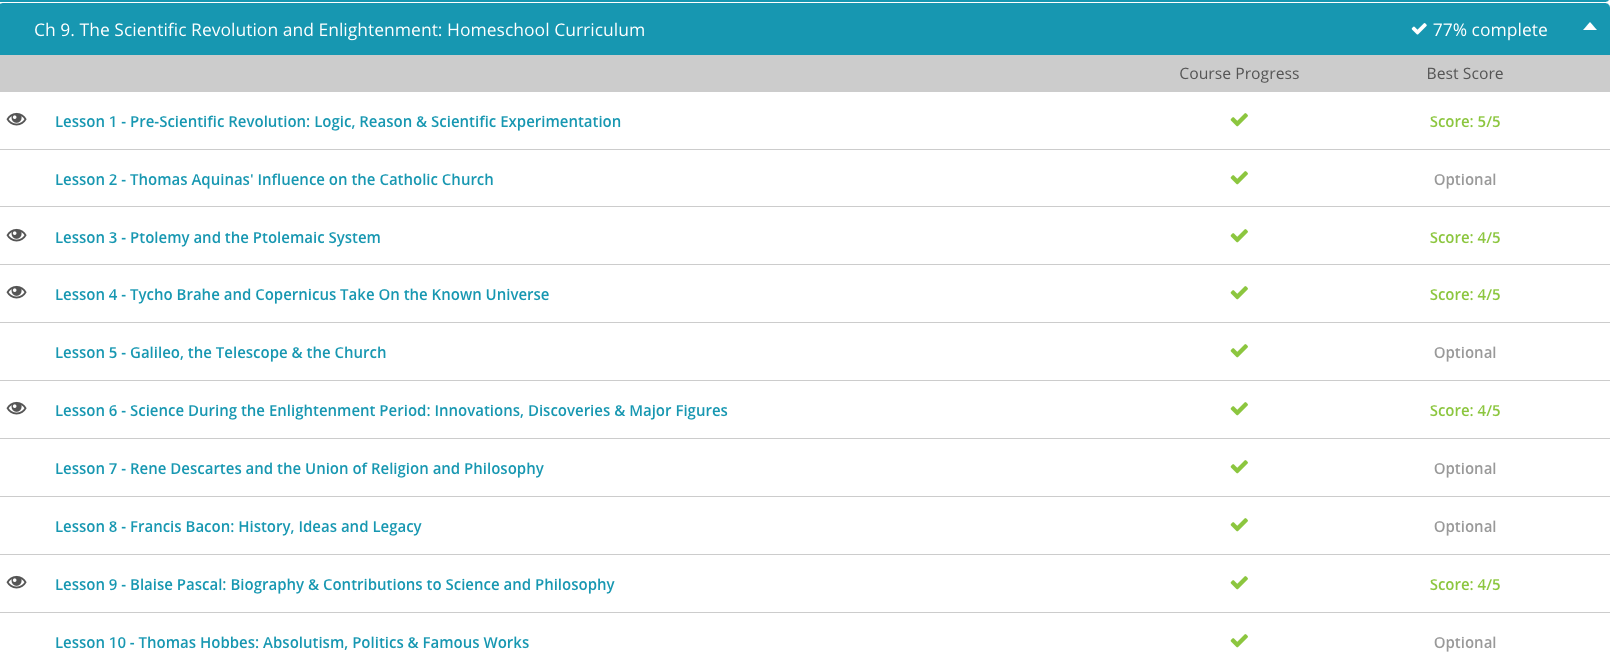 Ch 9. The Scientific Revolution and Enlightenment: Homeschool Curriculum 77% complete
Course Progress Best Score
Lesson 1 - Pre-Scientific Revolution: Logic, Reason & Scientific Experimentation Score: 5/5
Lesson 2 - Thomas Aquinas' Influence on the Catholic Church Optional
Lesson 3 - Ptolemy and the Ptolemaic System Score: 4/5
Lesson 4 - Tycho Brahe and Copernicus Take On the Known Universe Score: 4/5
Lesson 5 - Galileo, the Telescope & the Church Optional
Lesson 6 - Science During the Enlightenment Period: Innovations, Discoveries & Major Figures Score: 4/5
Lesson 7 - Rene Descartes and the Union of Religion and Philosophy Optional
Lesson 8 - Francis Bacon: History, Ideas and Legacy Optional
Lesson 9 - Blaise Pascal: Biography & Contributions to Science and Philosophy Score: 4/5
Lesson 10 - Thomas Hobbes: Absolutism, Politics & Famous Works Optional